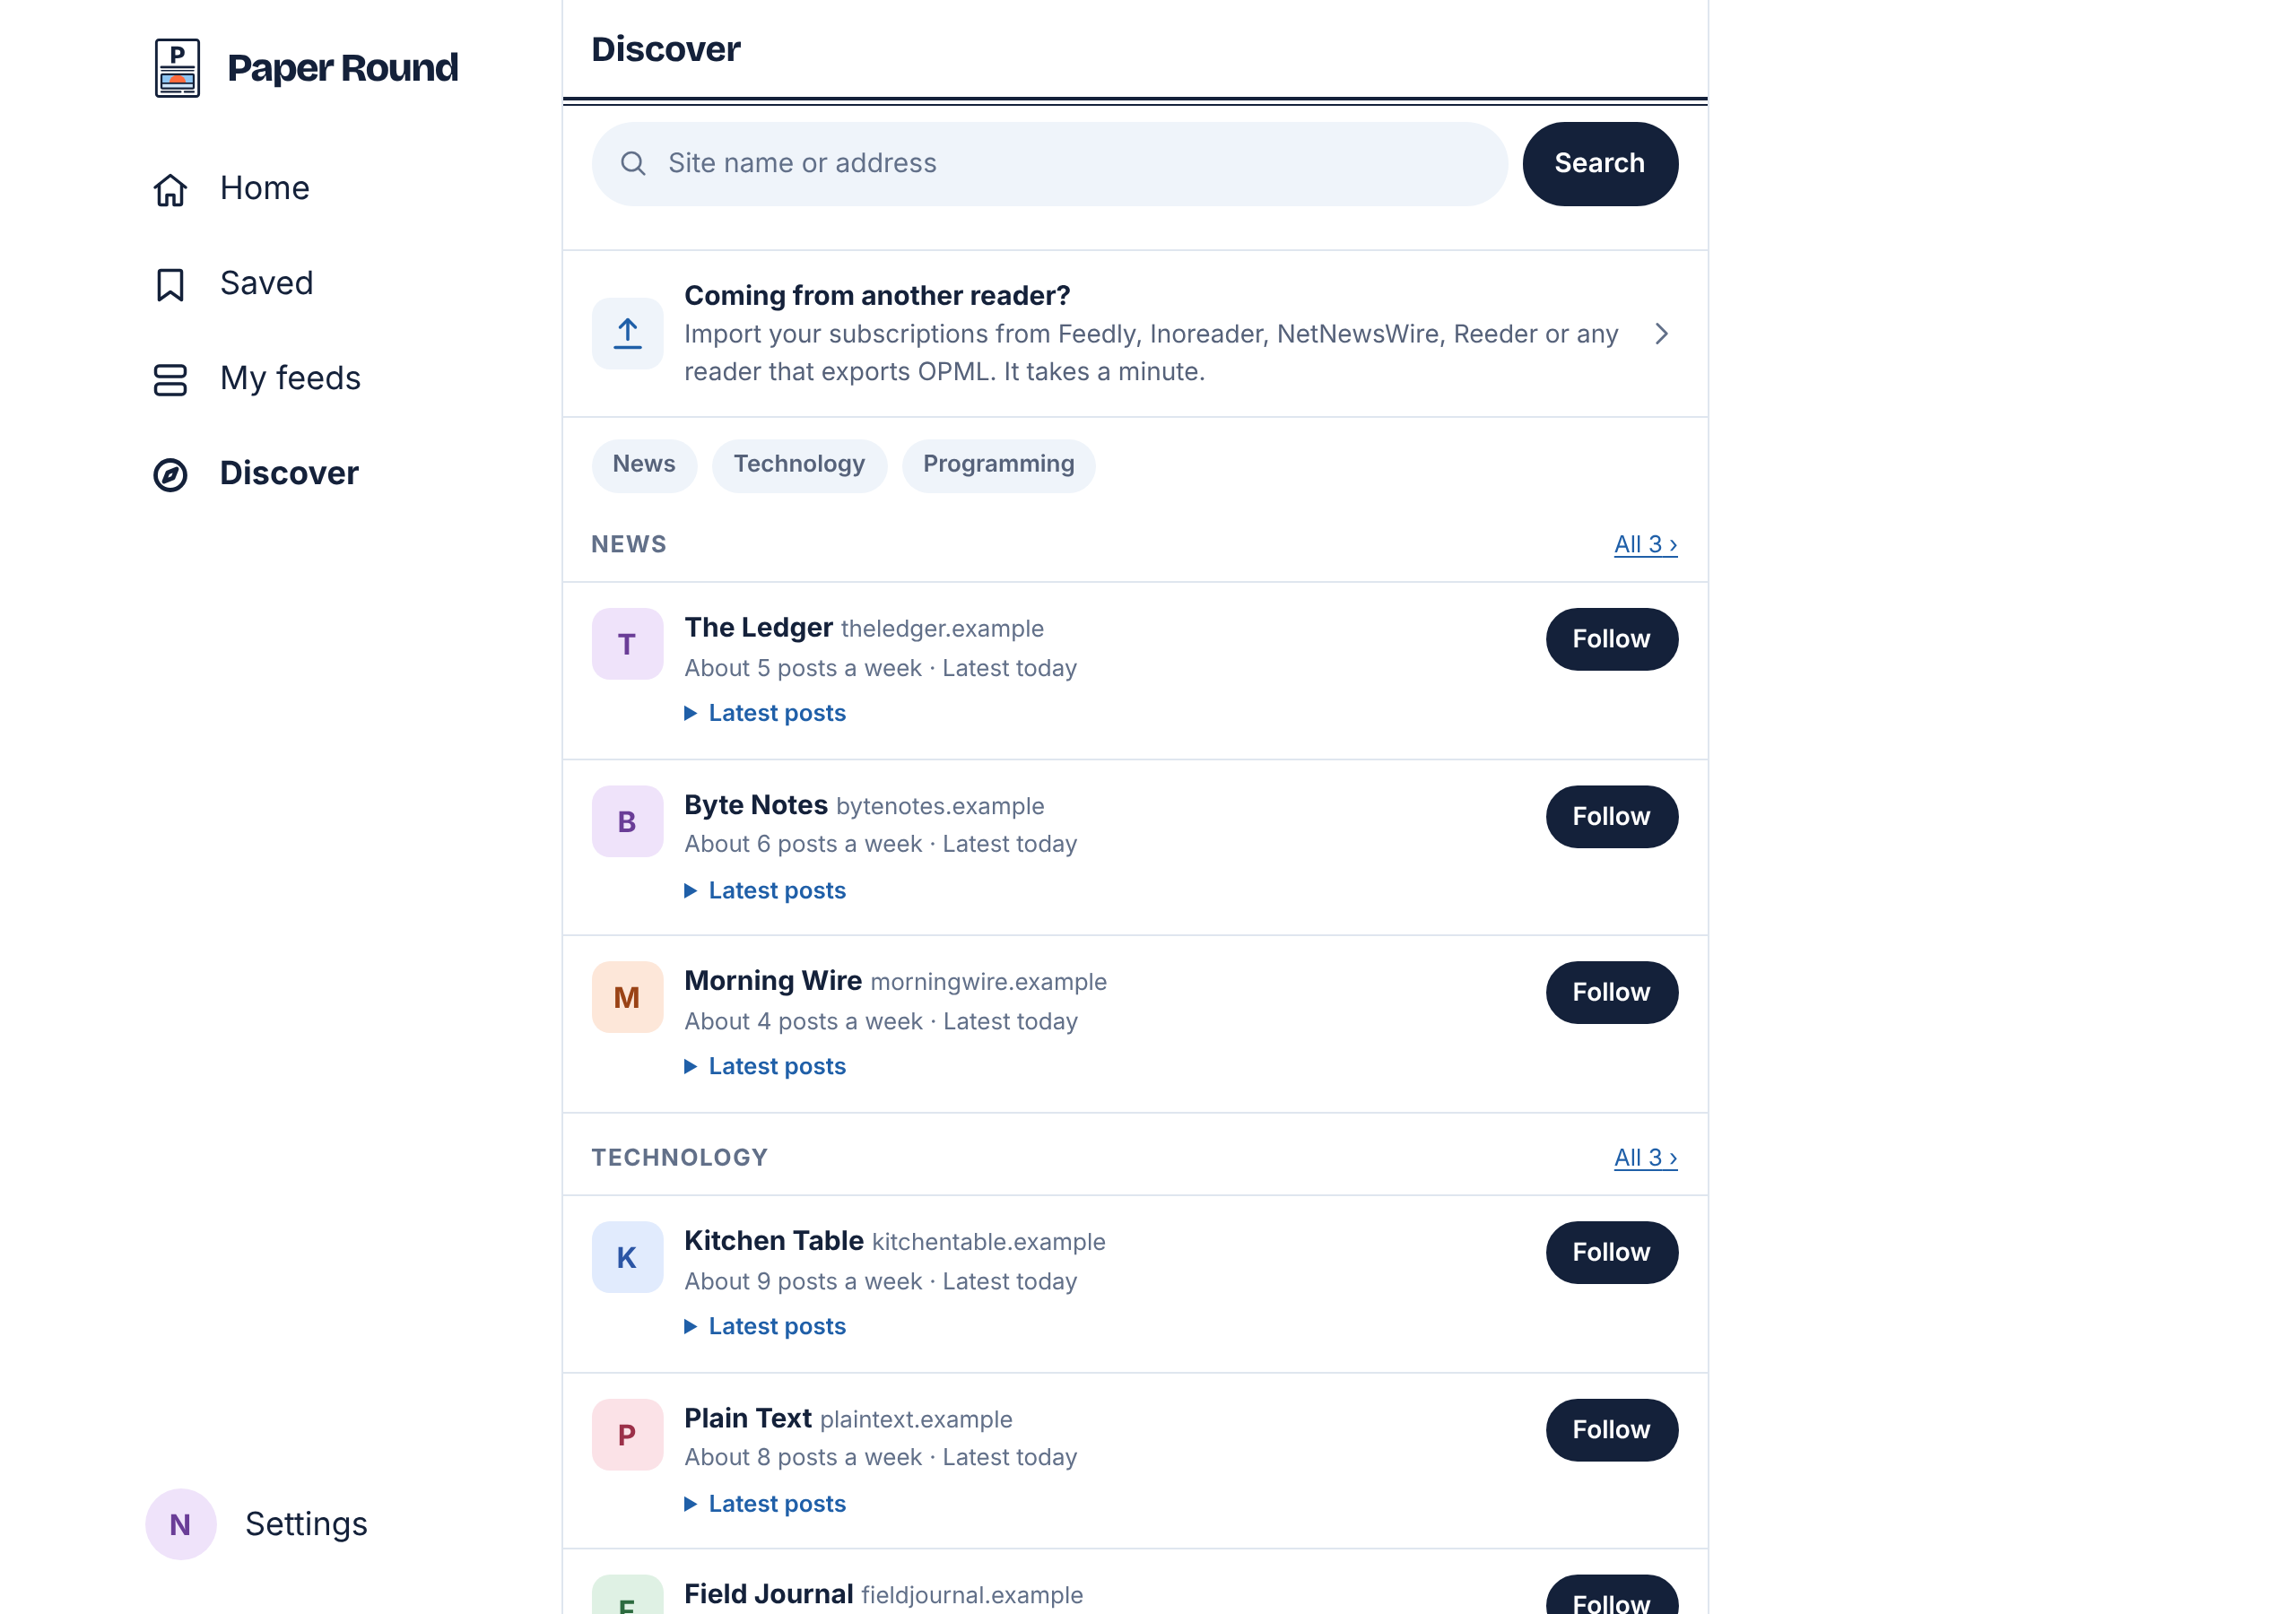 P
Paper Round
Home
Saved
My feeds
Discover
N
Settings
Discover
Site name or address
Search
Coming from another reader?
Import your subscriptions from Feedly, Inoreader, NetNewsWire, Reeder or any
reader that exports OPML. It takes a minute.
News
Technology
Programming
NEWS
All 3 ›
T
The Ledger theledger.example
About 5 posts a week · Latest today
Latest posts
Follow
B
Byte Notes bytenotes.example
About 6 posts a week · Latest today
Latest posts
Follow
M
Morning Wire morningwire.example
About 4 posts a week · Latest today
Latest posts
Follow
TECHNOLOGY
All 3 ›
K
Kitchen Table kitchentable.example
About 9 posts a week · Latest today
Latest posts
Follow
P
Plain Text plaintext.example
About 8 posts a week · Latest today
Latest posts
Follow
F
Field Journal fieldjournal.example
Follow